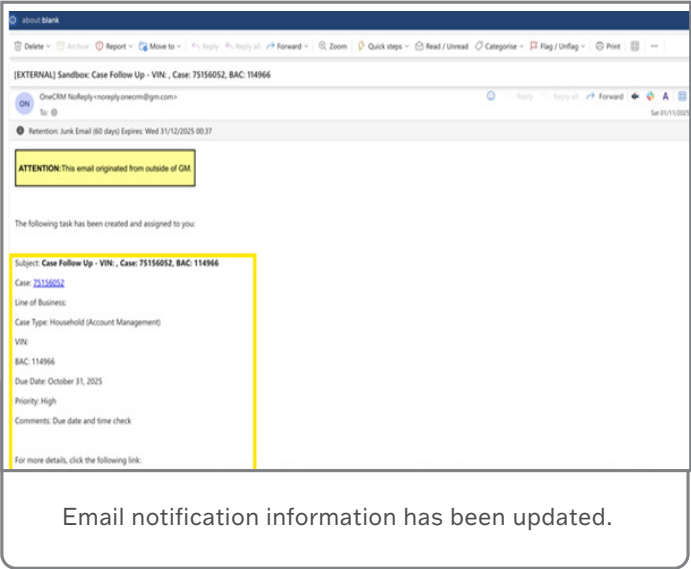 about:blank
Delete Archive Report Move to Reply Reply all Forward Zoom Quick steps Read / Unread Categorise Flag / Unflag Print ...
[EXTERNAL] Sandbox: Case Follow Up - VIN: , Case: 75156052, BAC: 114966
ON OneCRM NoReply<noreply.onecrm@gm.com> Reply Reply all Forward A
To: Sat 01/11/2025
Retention: Junk Email (60 days) Expires: Wed 31/12/2025 00:37
ATTENTION:This email originated from outside of GM.
The following task has been created and assigned to you:
Subject: Case Follow Up - VIN: , Case: 75156052, BAC: 114966
Case: 75156052
Line of Business:
Case Type: Household (Account Management)
VIN:
BAC: 114966
Due Date: October 31, 2025
Priority: High
Comments: Due date and time check
For more details, click the following link:
Email notification information has been updated.